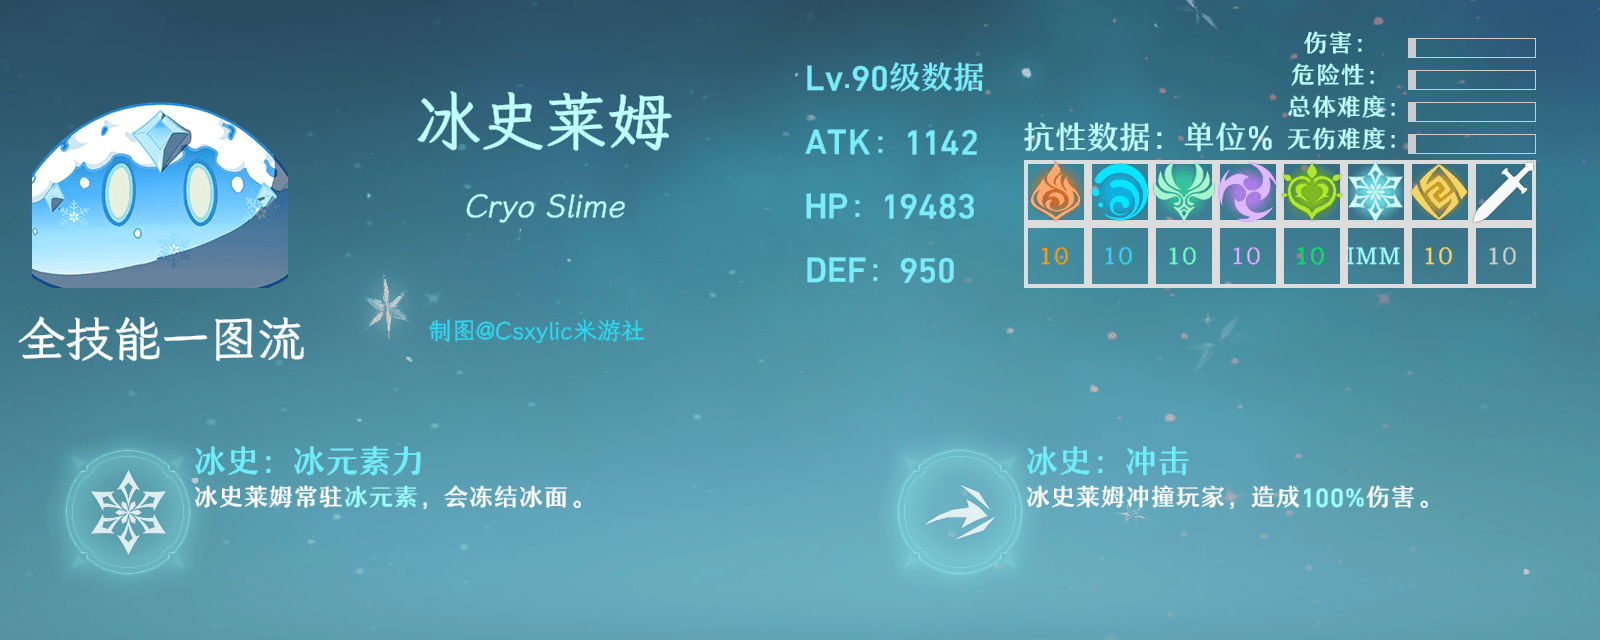 冰史莱姆
Cryo Slime
全技能一图流
制图@Csxylic米游社
Lv.90级数据
ATK：1142
HP：19483
DEF：950
伤害：
危险性：
总体难度：
无伤难度：
抗性数据：单位%
10 10 10 10 10 IMM 10 10
冰史：冰元素力
冰史莱姆常驻冰元素，会冻结冰面。
冰史：冲击
冰史莱姆冲撞玩家，造成100%伤害。